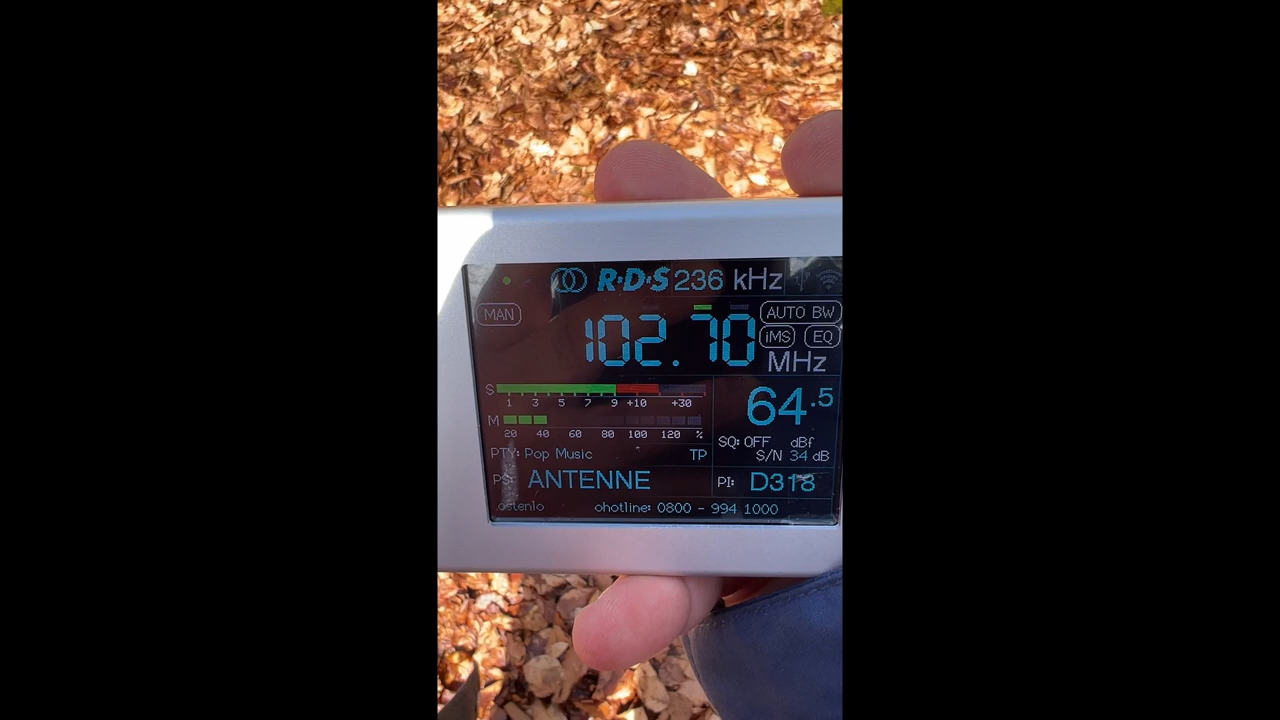 R·D·S 236 kHz
MAN
102.70 MHz
AUTO BW
iMS EQ
S 1 3 5 7 9 +10 +30
M 20 40 60 80 100 120 %
64.5
SQ: OFF dBf
S/N 34 dB
PTY: Pop Music TP
PS: ANTENNE
PI: D318
ostenlo ohotline: 0800 - 994 1000